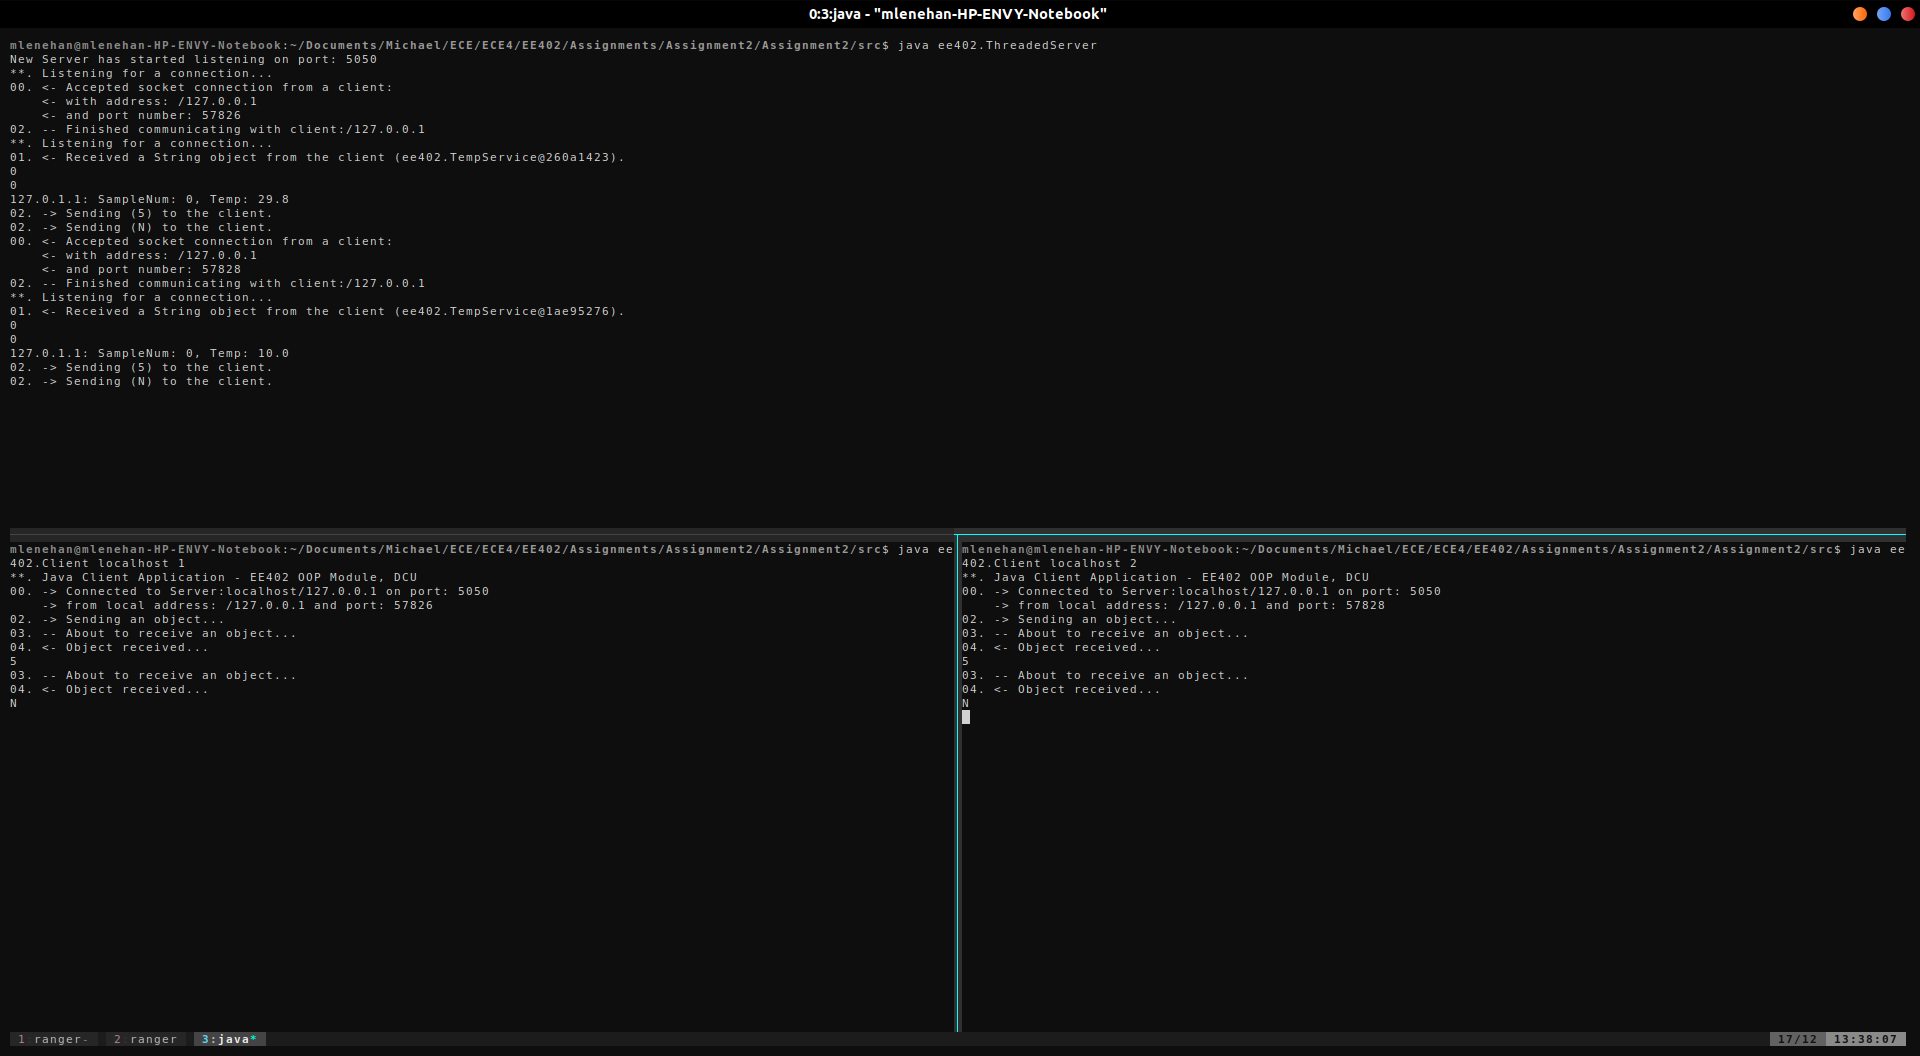 0:3:java - "mlenehan-HP-ENVY-Notebook"
mlenehan@mlenehan-HP-ENVY-Notebook:~/Documents/Michael/ECE/ECE4/EE402/Assignments/Assignment2/Assignment2/src$ java ee402.ThreadedServer
New Server has started listening on port: 5050
**. Listening for a connection...
00. <- Accepted socket connection from a client:
    <- with address: /127.0.0.1
    <- and port number: 57826
02. -- Finished communicating with client:/127.0.0.1
**. Listening for a connection...
01. <- Received a String object from the client (ee402.TempService@260a1423).
0
0
127.0.1.1: SampleNum: 0, Temp: 29.8
02. -> Sending (5) to the client.
02. -> Sending (N) to the client.
00. <- Accepted socket connection from a client:
    <- with address: /127.0.0.1
    <- and port number: 57828
02. -- Finished communicating with client:/127.0.0.1
**. Listening for a connection...
01. <- Received a String object from the client (ee402.TempService@1ae95276).
0
0
127.0.1.1: SampleNum: 0, Temp: 10.0
02. -> Sending (5) to the client.
02. -> Sending (N) to the client.
mlenehan@mlenehan-HP-ENVY-Notebook:~/Documents/Michael/ECE/ECE4/EE402/Assignments/Assignment2/Assignment2/src$ java ee
402.Client localhost 1
**. Java Client Application - EE402 OOP Module, DCU
00. -> Connected to Server:localhost/127.0.0.1 on port: 5050
    -> from local address: /127.0.0.1 and port: 57826
02. -> Sending an object...
03. -- About to receive an object...
04. <- Object received...
5
03. -- About to receive an object...
04. <- Object received...
N
mlenehan@mlenehan-HP-ENVY-Notebook:~/Documents/Michael/ECE/ECE4/EE402/Assignments/Assignment2/Assignment2/src$ java ee
402.Client localhost 2
**. Java Client Application - EE402 OOP Module, DCU
00. -> Connected to Server:localhost/127.0.0.1 on port: 5050
    -> from local address: /127.0.0.1 and port: 57828
02. -> Sending an object...
03. -- About to receive an object...
04. <- Object received...
5
03. -- About to receive an object...
04. <- Object received...
N
1:ranger- 2:ranger 3:java* 17/12 13:38:07